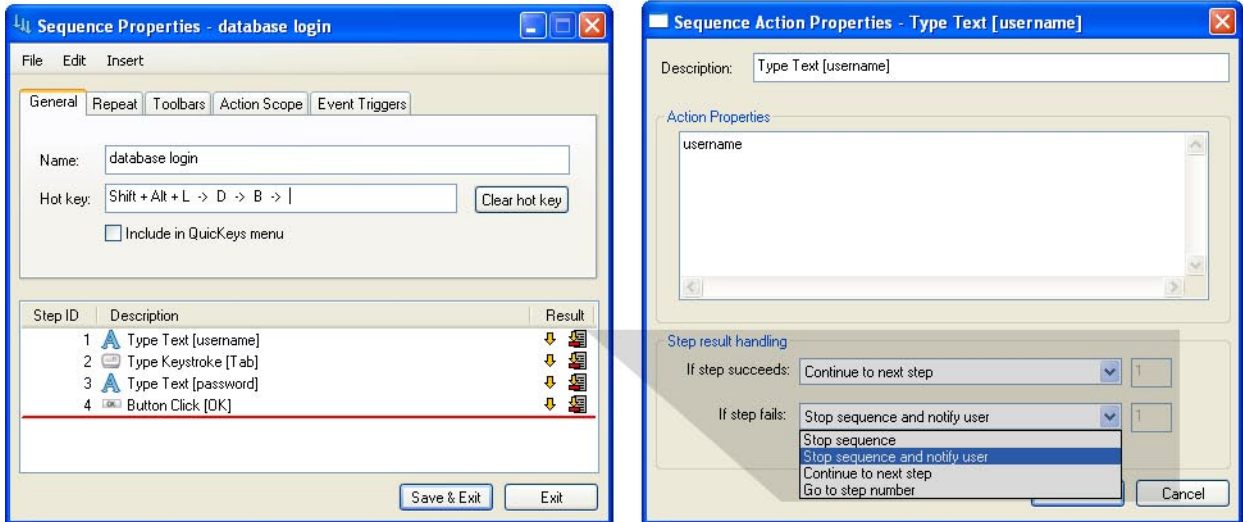 Sequence Properties - database login
File Edit Insert
General Repeat Toolbars Action Scope Event Triggers
Name: database login
Hot key: Shift + Alt + L -> D -> B -> |
Clear hot key
Include in QuicKeys menu
Step ID Description Result
1 Type Text [username]
2 Type Keystroke [Tab]
3 Type Text [password]
4 OK Button Click [OK]
Save & Exit Exit
Sequence Action Properties - Type Text [username]
Description: Type Text [username]
Action Properties
username
Step result handling
If step succeeds: Continue to next step 1
If step fails: Stop sequence and notify user 1
Stop sequence
Stop sequence and notify user
Continue to next step
Go to step number
Cancel